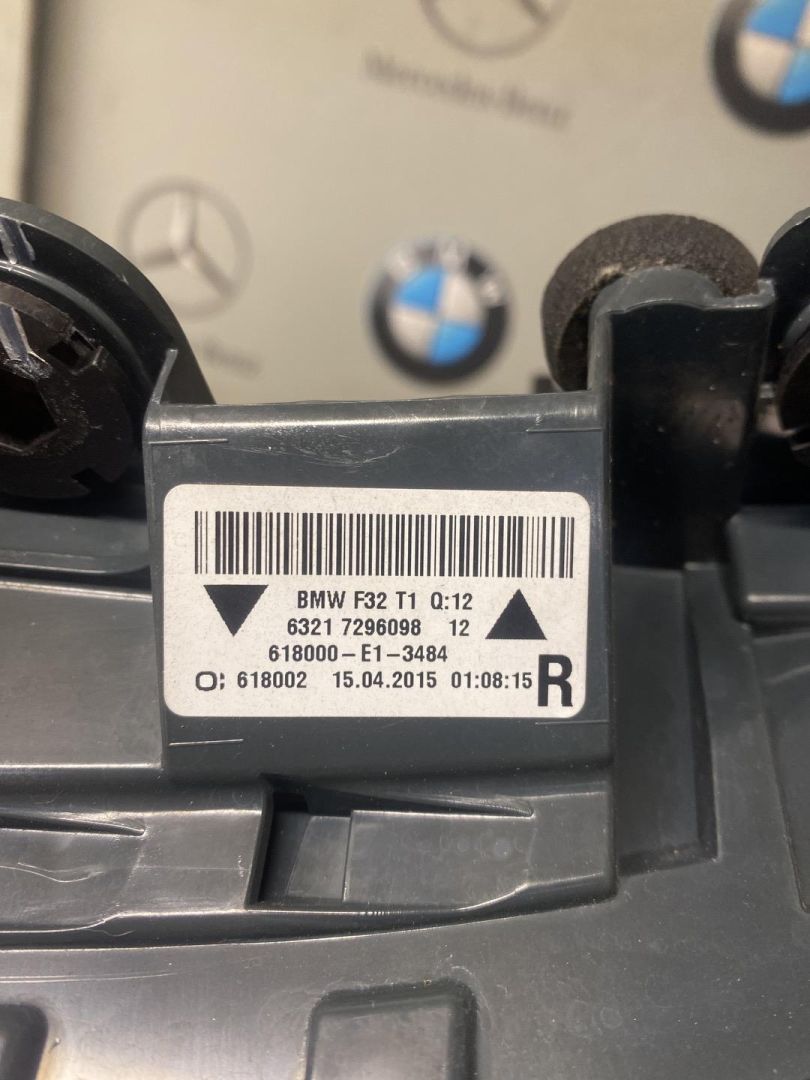 Mercedes-Benz
BMW
BMW F32 T1 Q:12
6321 7296098 12
618000-E1-3484
O: 618002 15.04.2015 01:08:15 R